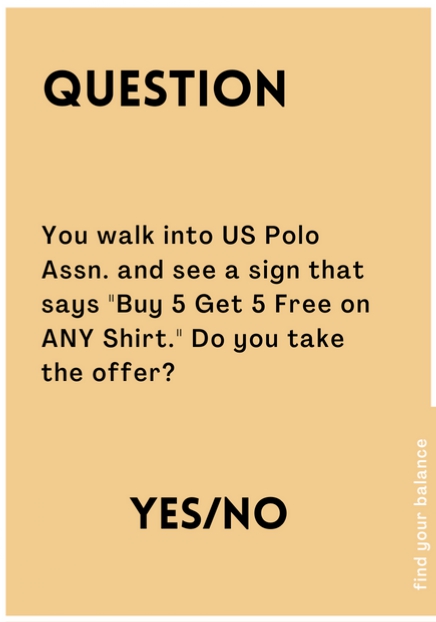 QUESTION
You walk into US Polo
Assn. and see a sign that
says "Buy 5 Get 5 Free on
ANY Shirt." Do you take
the offer?
YES/NO
find your balance